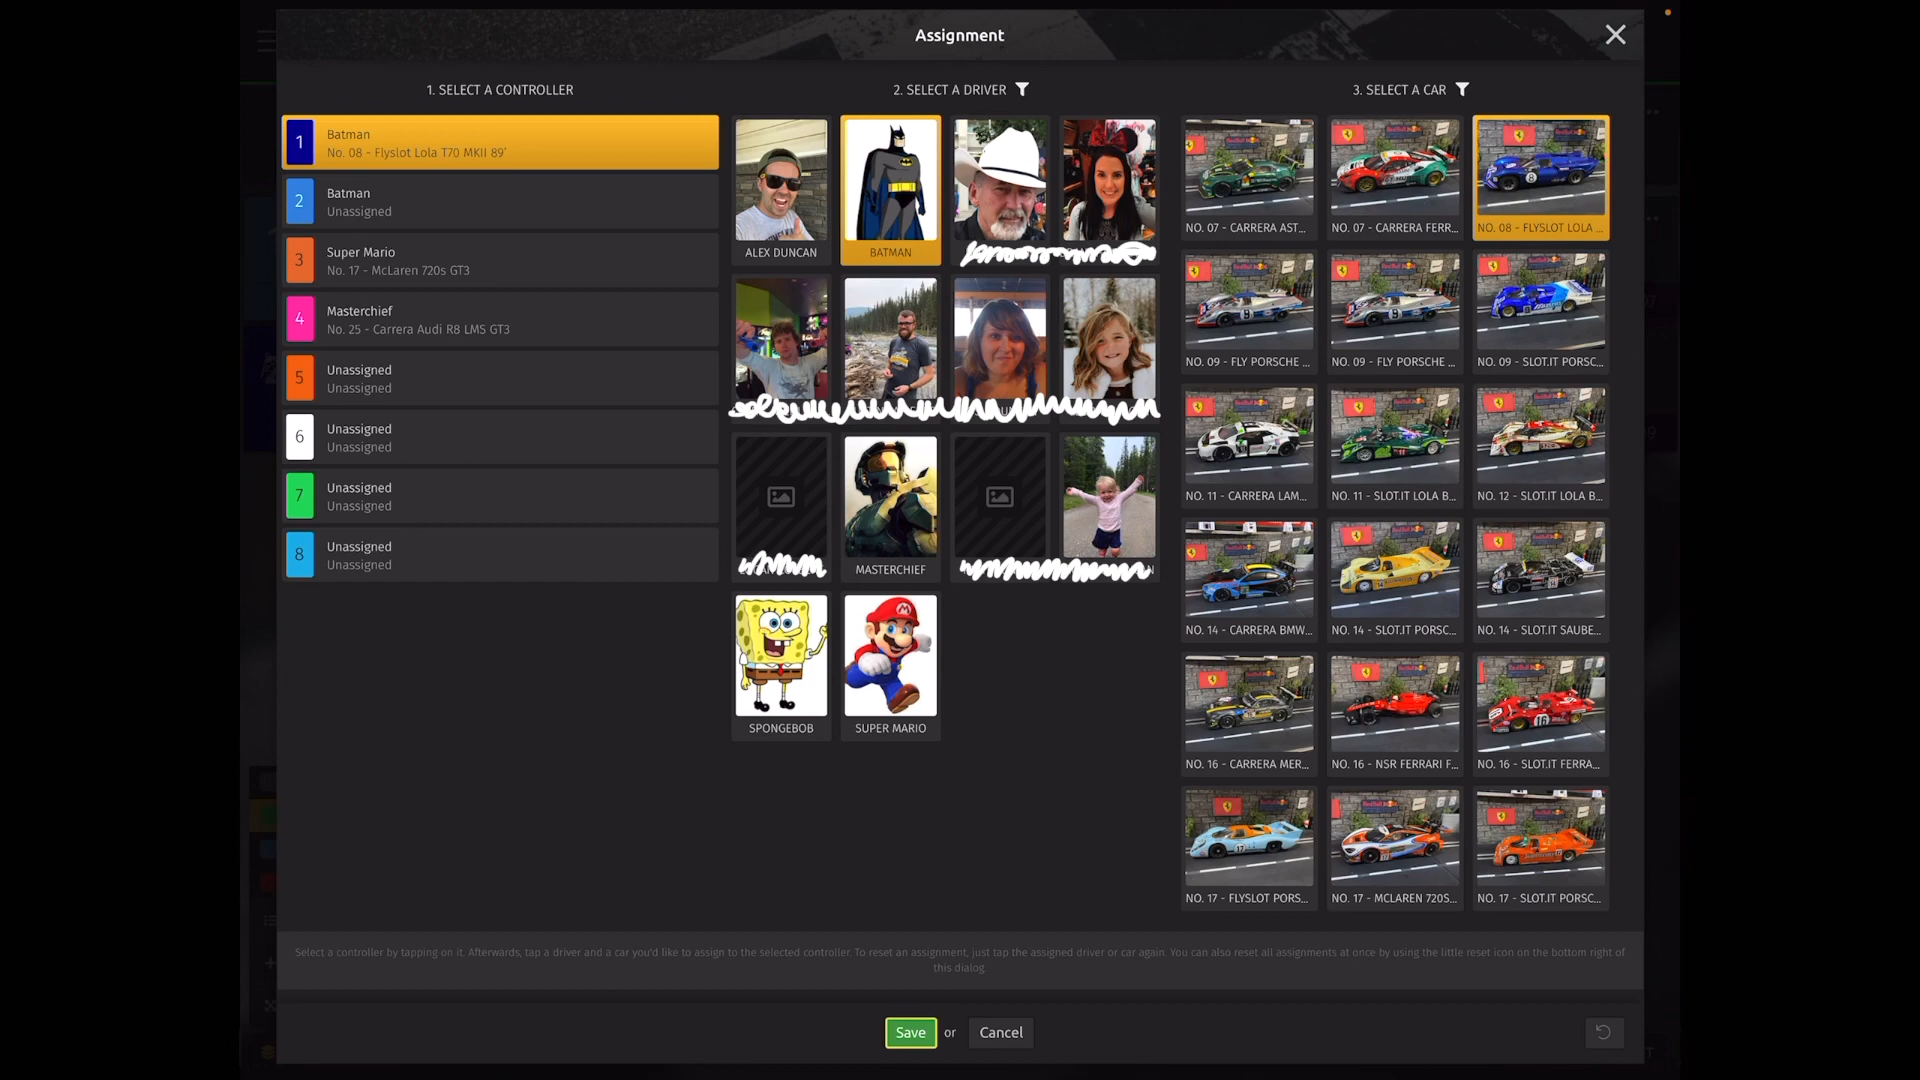 Assignment
1. SELECT A CONTROLLER
2. SELECT A DRIVER
3. SELECT A CAR
1
Batman
No. 08 - Flyslot Lola T70 MKII 89'
2
Batman
Unassigned
3
Super Mario
No. 17 - McLaren 720s GT3
4
Masterchief
No. 25 - Carrera Audi R8 LMS GT3
5
Unassigned
Unassigned
6
Unassigned
Unassigned
7
Unassigned
Unassigned
8
Unassigned
Unassigned
ALEX DUNCAN
BATMAN
MASTERCHIEF
SPONGEBOB
SUPER MARIO
NO. 07 - CARRERA AST...
NO. 07 - CARRERA FERR...
NO. 08 - FLYSLOT LOLA ...
NO. 09 - FLY PORSCHE ...
NO. 09 - FLY PORSCHE ...
NO. 09 - SLOT.IT PORSC...
NO. 11 - CARRERA LAM...
NO. 11 - SLOT.IT LOLA B...
NO. 12 - SLOT.IT LOLA B...
NO. 14 - CARRERA BMW...
NO. 14 - SLOT.IT PORSC...
NO. 14 - SLOT.IT SAUBE...
NO. 16 - CARRERA MER...
NO. 16 - NSR FERRARI F...
NO. 16 - SLOT.IT FERRA...
NO. 17 - FLYSLOT PORS...
NO. 17 - MCLAREN 720S...
NO. 17 - SLOT.IT PORSC...
Select a controller by tapping on it. Afterwards, tap a driver and a car you'd like to assign to the selected controller. To reset an assignment, just tap the assigned driver or car again. You can also reset all assignments at once by using the little reset icon on the bottom right of
this dialog.
Save or Cancel